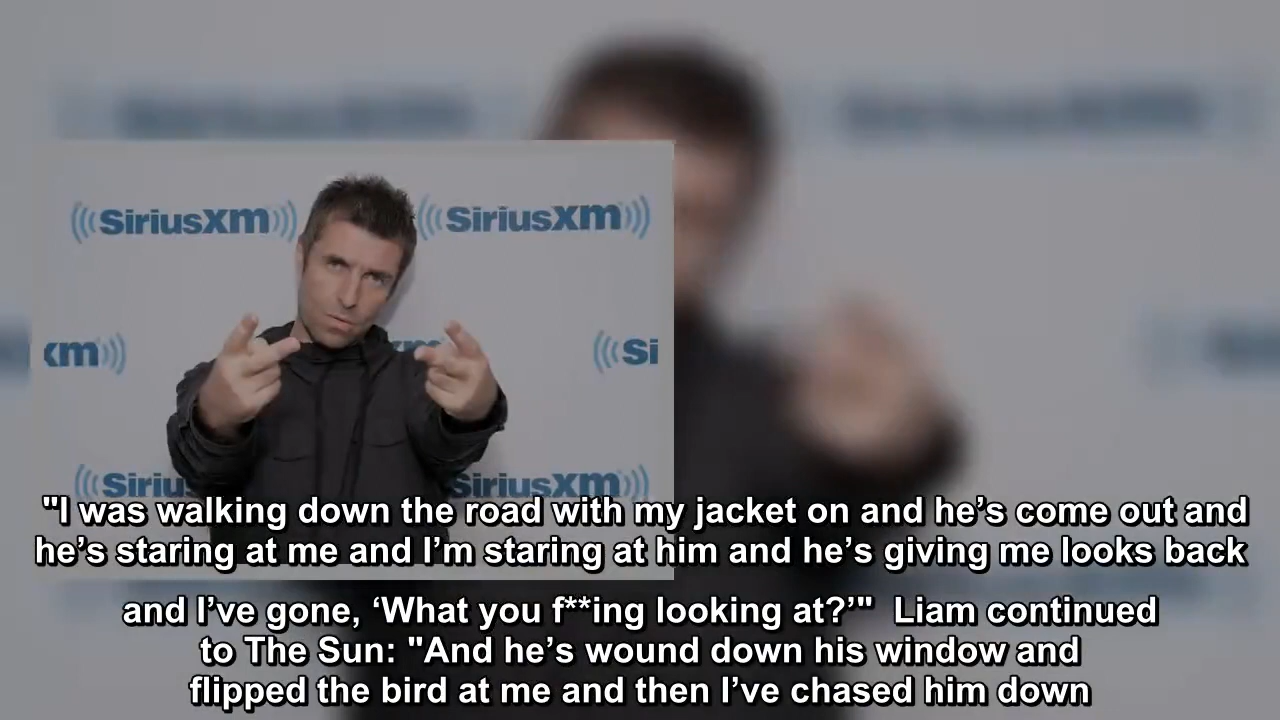 SiriusXM SiriusXM
xm xm Si
Siriu SiriusXM
"I was walking down the road with my jacket on and he’s come out and
he’s staring at me and I’m staring at him and he’s giving me looks back
and I’ve gone, ‘What you f**ing looking at?’"  Liam continued
to The Sun: "And he’s wound down his window and
flipped the bird at me and then I’ve chased him down